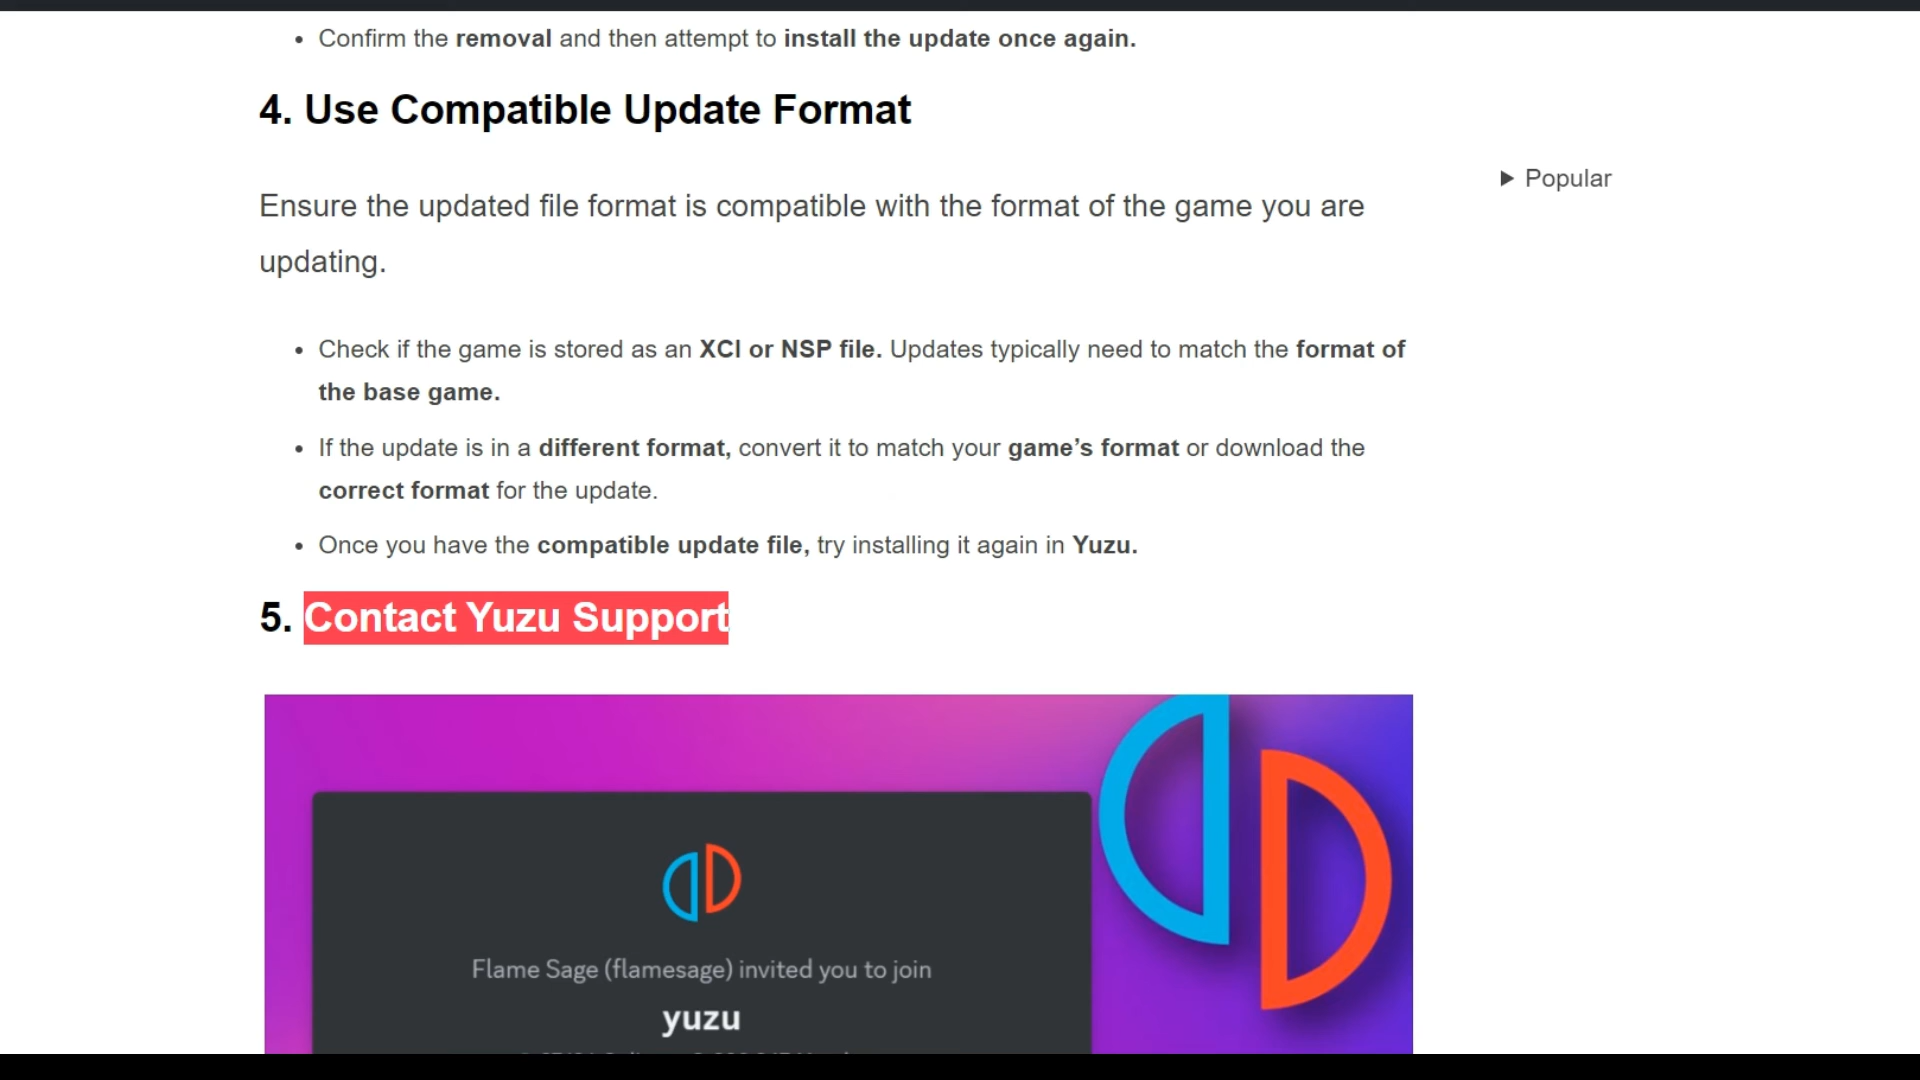 Confirm the removal and then attempt to install the update once again.
4. Use Compatible Update Format
Popular
Ensure the updated file format is compatible with the format of the game you are
updating.
Check if the game is stored as an XCI or NSP file. Updates typically need to match the format of
the base game.
If the update is in a different format, convert it to match your game’s format or download the
correct format for the update.
Once you have the compatible update file, try installing it again in Yuzu.
5. Contact Yuzu Support
Flame Sage (flamesage) invited you to join
yuzu